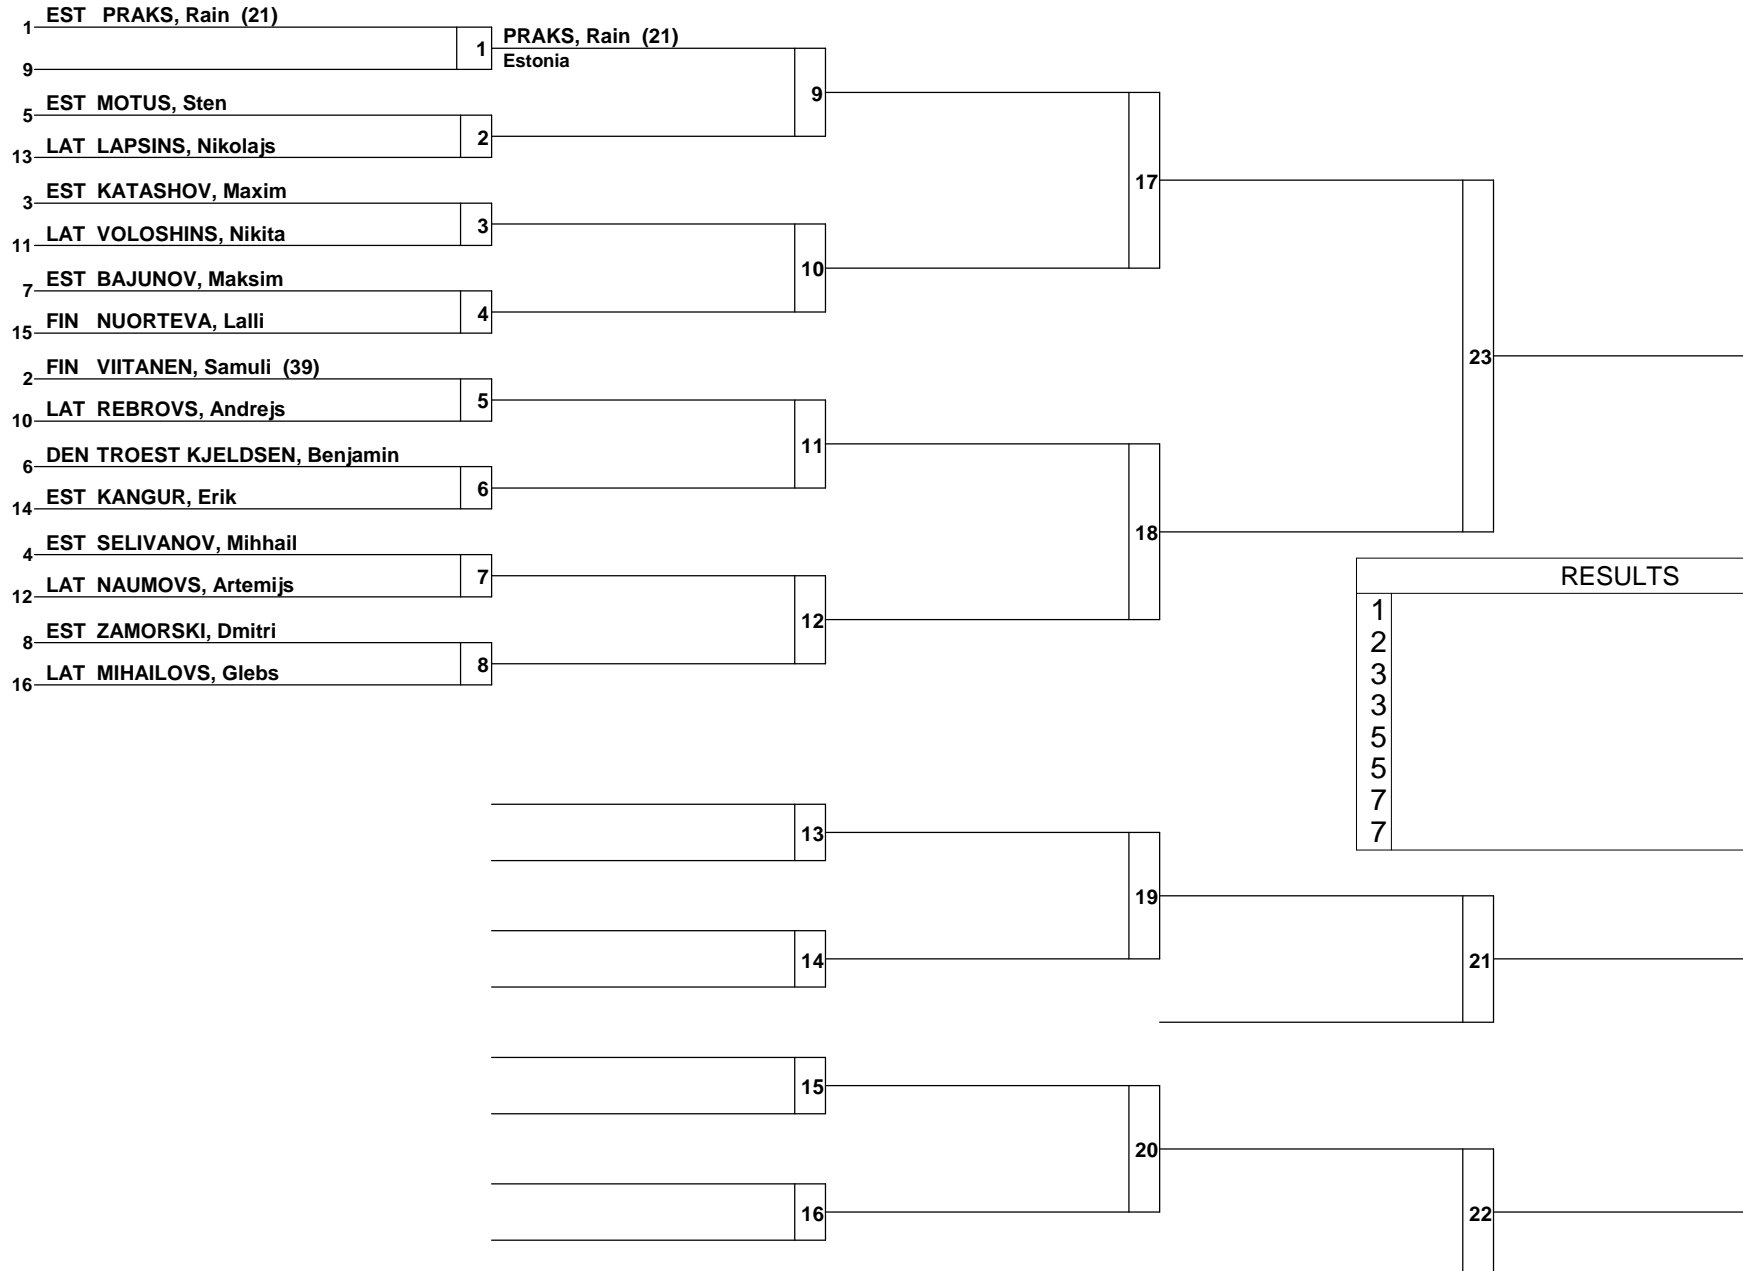 EST PRAKS, Rain (21)
1
9
1
PRAKS, Rain (21)
Estonia
EST MOTUS, Sten
5
LAT LAPSINS, Nikolajs
13
2
9
EST KATASHOV, Maxim
3
LAT VOLOSHINS, Nikita
11
3
17
EST BAJUNOV, Maksim
7
FIN NUORTEVA, Lalli
15
4
10
FIN VIITANEN, Samuli (39)
2
LAT REBROVS, Andrejs
10
5
23
DEN TROEST KJELDSEN, Benjamin
6
EST KANGUR, Erik
14
6
11
EST SELIVANOV, Mihhail
4
LAT NAUMOVS, Artemijs
12
7
18
EST ZAMORSKI, Dmitri
8
LAT MIHAILOVS, Glebs
16
8
12
RESULTS
1
2
3
3
5
5
7
7
13
19
14
21
15
20
16
22